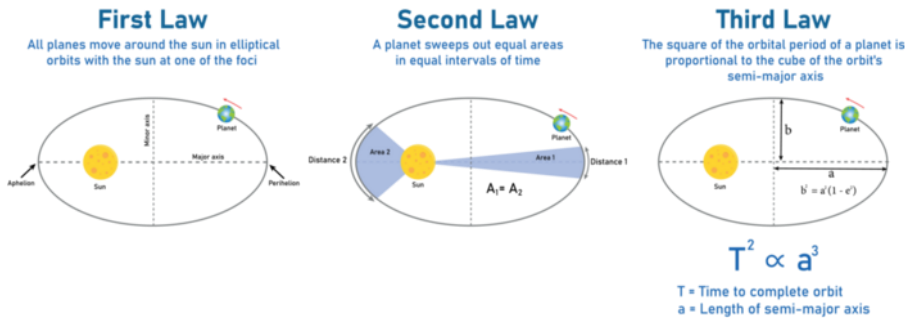 First Law
All planes move around the sun in elliptical
orbits with the sun at one of the foci
Minor axis
Planet
Major axis
Sun
Aphelion
Perihelion
Second Law
A planet sweeps out equal areas
in equal intervals of time
Planet
Area 2
Area 1
Distance 2
Distance 1
Sun
A₁= A₂
Third Law
The square of the orbital period of a planet is
proportional to the cube of the orbit's
semi-major axis
b
Planet
a
Sun
b² = a²(1 - e²)
T² ∝ a³
T = Time to complete orbit
a = Length of semi-major axis